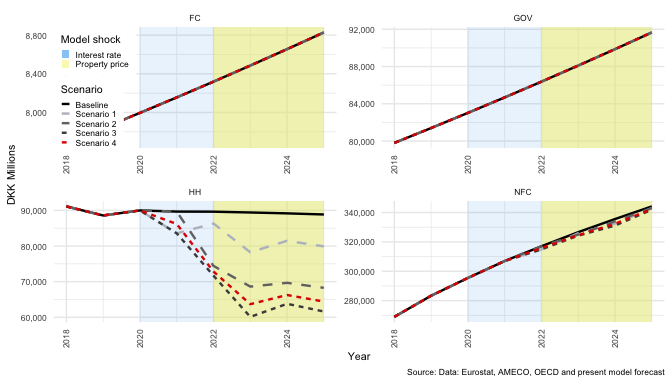 FC
GOV
8,800
8,400
8,000
Model shock
Interest rate
Property price
Scenario
Baseline
Scenario 1
Scenario 2
Scenario 3
Scenario 4
2018
2020
2022
2024
92,000
88,000
84,000
80,000
2018
2020
2022
2024
DKK Millions
HH
NFC
90,000
80,000
70,000
60,000
2018
2020
2022
2024
340,000
320,000
300,000
280,000
2018
2020
2022
2024
Year
Source: Data: Eurostat, AMECO, OECD and present model forecast